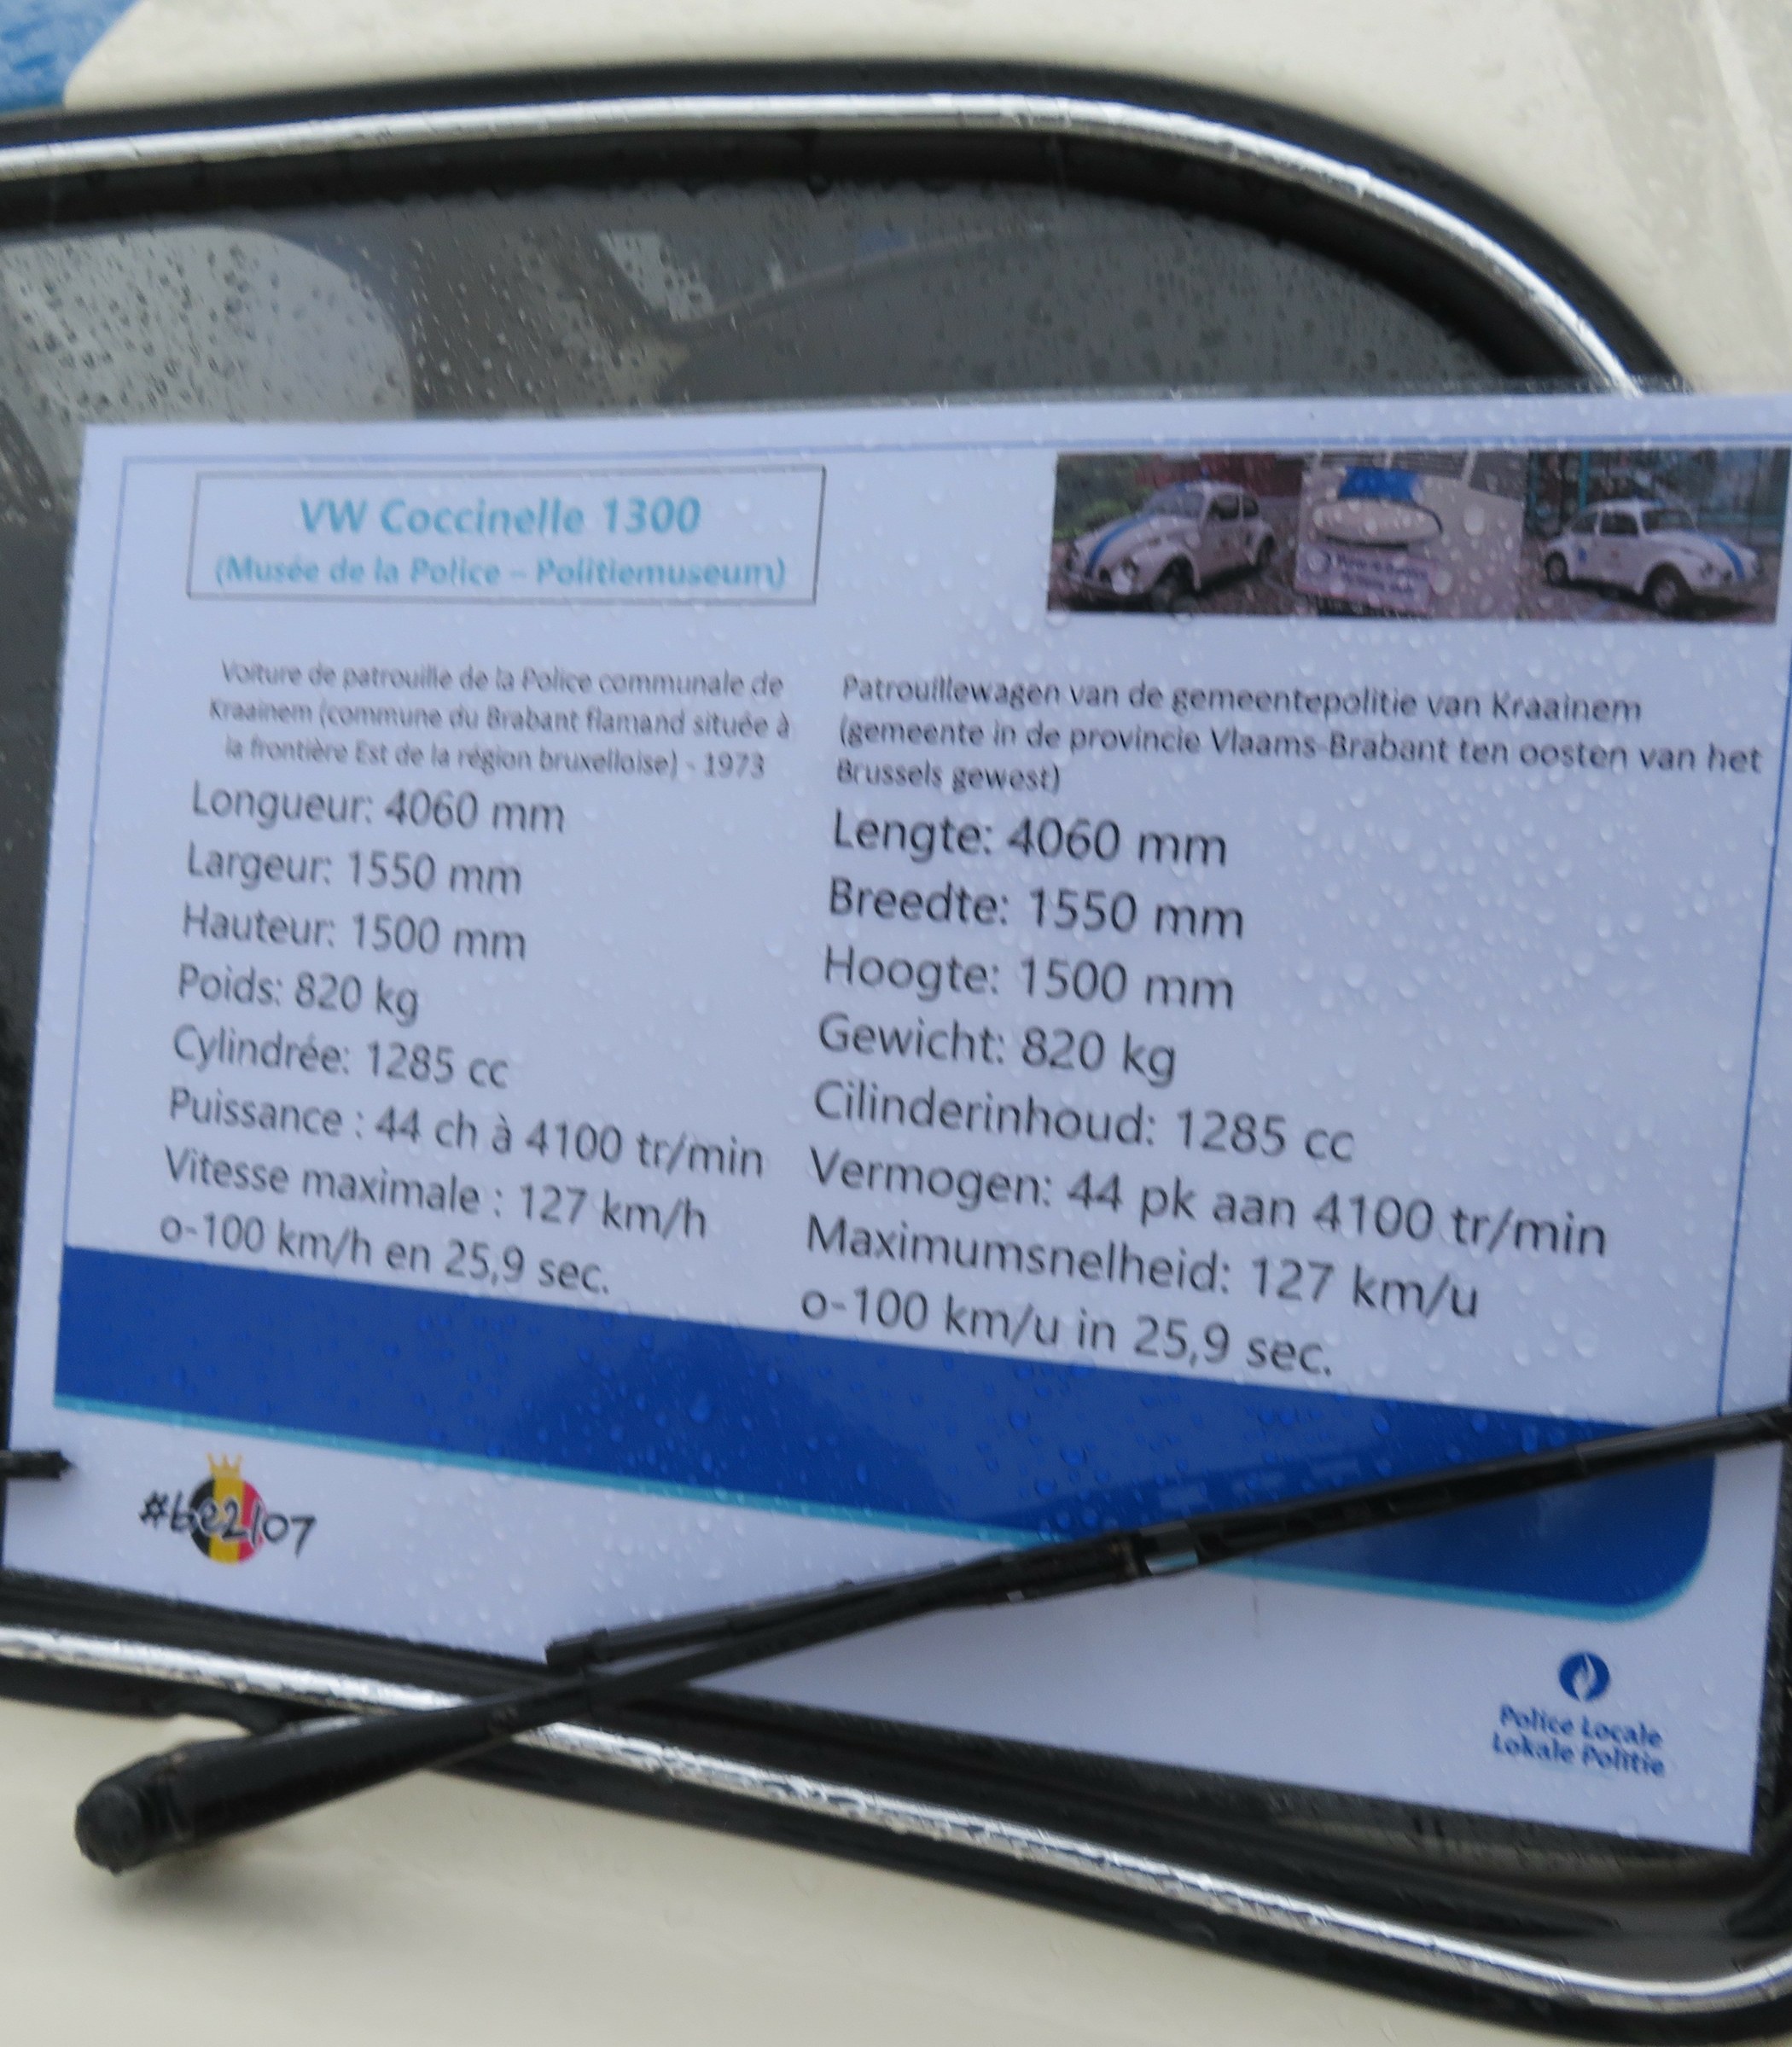 VW Coccinelle 1300
(Musée de la Police – Politiemuseum)
Voiture de patrouille de la Police communale de
Kraainem (commune du Brabant flamand située à
la frontière Est de la région bruxelloise) - 1973
Longueur: 4060 mm
Largeur: 1550 mm
Hauteur: 1500 mm
Poids: 820 kg
Cylindrée: 1285 cc
Puissance : 44 ch à 4100 tr/min
Vitesse maximale : 127 km/h
0-100 km/h en 25,9 sec.
Patrouillewagen van de gemeentepolitie van Kraainem
(gemeente in de provincie Vlaams-Brabant ten oosten van het
Brussels gewest)
Lengte: 4060 mm
Breedte: 1550 mm
Hoogte: 1500 mm
Gewicht: 820 kg
Cilinderinhoud: 1285 cc
Vermogen: 44 pk aan 4100 tr/min
Maximumsnelheid: 127 km/u
0-100 km/u in 25,9 sec.
#be2107
Police Locale
Lokale Politie